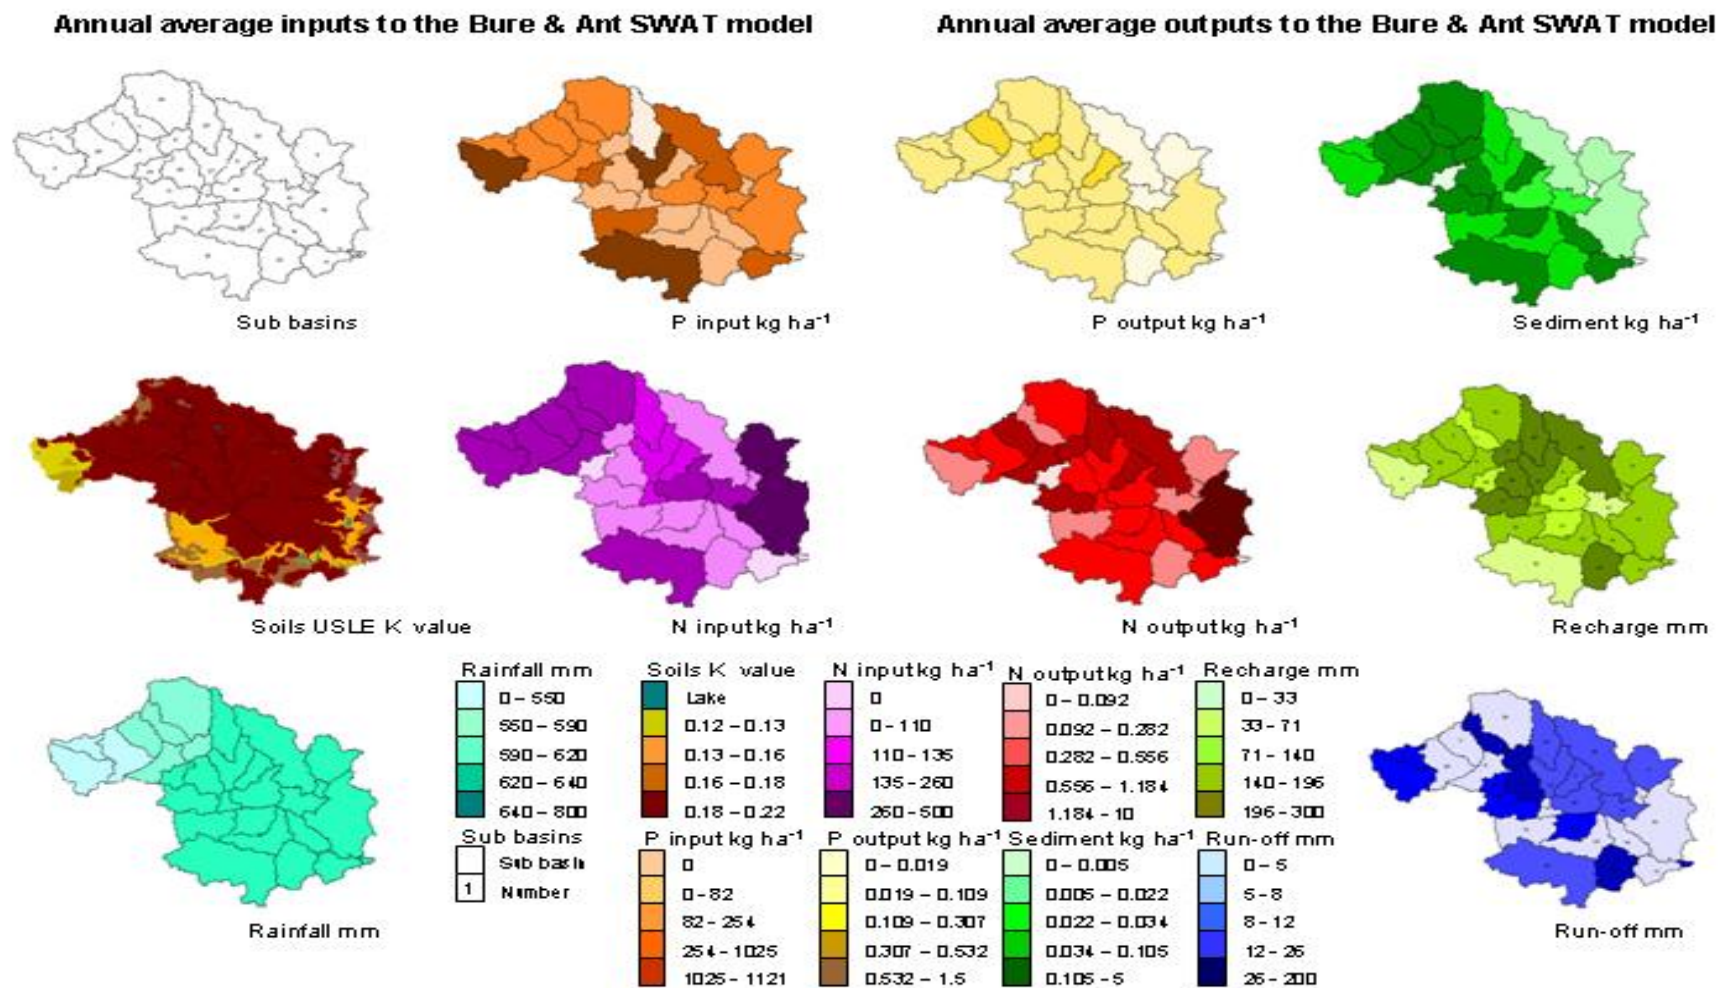 Annual average inputs to the Bure & Ant SWAT model
Annual average outputs to the Bure & Ant SWAT model
Sub basins
P input kg ha⁻¹
P output kg ha⁻¹
Sediment kg ha⁻¹
Soils USLE K value
N input kg ha⁻¹
N output kg ha⁻¹
Recharge mm
Rainfall mm
0 - 550
550 - 590
590 - 620
620 - 640
640 - 800
Soils K value
Lake
0.12 - 0.13
0.13 - 0.16
0.16 - 0.18
0.18 - 0.22
N input kg ha⁻¹
0
0 - 110
110 - 135
135 - 260
260 - 500
N output kg ha⁻¹
0 - 0.092
0.092 - 0.282
0.282 - 0.556
0.556 - 1.184
1.184 - 10
Recharge mm
0 - 33
33 - 71
71 - 140
140 - 196
196 - 300
Sub basins
Sub basin
1 Number
P input kg ha⁻¹
0
0 - 82
82 - 254
254 - 1025
1025 - 1121
P output kg ha⁻¹
0 - 0.019
0.019 - 0.109
0.109 - 0.307
0.307 - 0.532
0.532 - 1.5
Sediment kg ha⁻¹
0 - 0.005
0.005 - 0.022
0.022 - 0.034
0.034 - 0.105
0.105 - 5
Run-off mm
0 - 5
5 - 8
8 - 12
12 - 26
26 - 200
Rainfall mm
Run-off mm